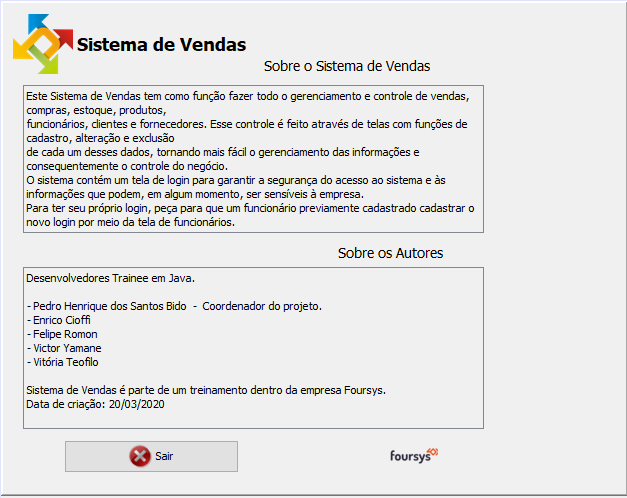 Sistema de Vendas
Sobre o Sistema de Vendas
Este Sistema de Vendas tem como função fazer todo o gerenciamento e controle de vendas,
compras, estoque, produtos,
funcionários, clientes e fornecedores. Esse controle é feito através de telas com funções de
cadastro, alteração e exclusão
de cada um desses dados, tornando mais fácil o gerenciamento das informações e
consequentemente o controle do negócio.
O sistema contém um tela de login para garantir a segurança do acesso ao sistema e às
informações que podem, em algum momento, ser sensíveis à empresa.
Para ter seu próprio login, peça para que um funcionário previamente cadastrado cadastrar o
novo login por meio da tela de funcionários.
Sobre os Autores
Desenvolvedores Trainee em Java.
- Pedro Henrique dos Santos Bido - Coordenador do projeto.
- Enrico Cioffi
- Felipe Romon
- Victor Yamane
- Vitória Teofilo
Sistema de Vendas é parte de um treinamento dentro da empresa Foursys.
Data de criação: 20/03/2020
Sair
foursys